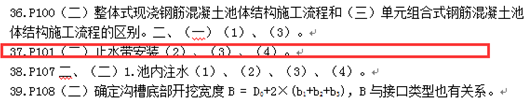 36.P100（二）整体式现浇钢筋混凝土池体结构施工流程和（三）单元组合式钢筋混凝土池
体结构施工流程的区别。二、（一）（1）、（3）。
37.P101（二）止水带安装（2）、（3）、（4）。
38.P107 二、（二）1.池内注水（1）、（2）、（3）、（4）。
39.P108（二）确定沟槽底部开挖宽度 B = D₀+2×（b₁+b₂+b₃），B 与接口类型也有关系。